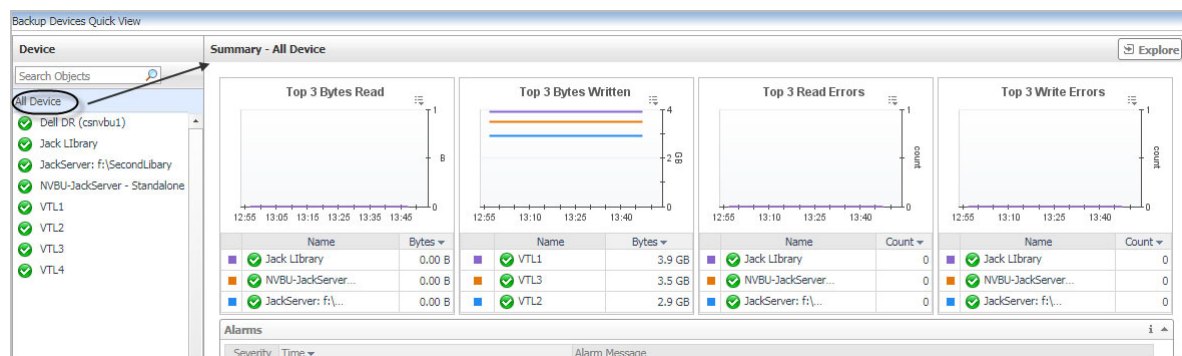 Backup Devices Quick View
Device
Search Objects
All Device
Dell DR (csnvbu1)
Jack LIbrary
JackServer: f:\SecondLibary
NVBU-JackServer - Standalone
VTL1
VTL2
VTL3
VTL4
Summary - All Device
Explore
Top 3 Bytes Read
1
B
0
12:55 13:05 13:15 13:25 13:35 13:45
Name Bytes
Jack LIbrary 0.00 B
NVBU-JackServer... 0.00 B
JackServer: f:\... 0.00 B
Top 3 Bytes Written
4
2 GB
0
12:55 13:10 13:25 13:40
Name Bytes
VTL1 3.9 GB
VTL3 3.5 GB
VTL2 2.9 GB
Top 3 Read Errors
1
count
0
12:55 13:10 13:25 13:40
Name Count
Jack LIbrary 0
NVBU-JackServer... 0
JackServer: f:\... 0
Top 3 Write Errors
1
count
0
12:55 13:10 13:25 13:40
Name Count
Jack LIbrary 0
NVBU-JackServer... 0
JackServer: f:\... 0
Alarms
Severity Time Alarm Message